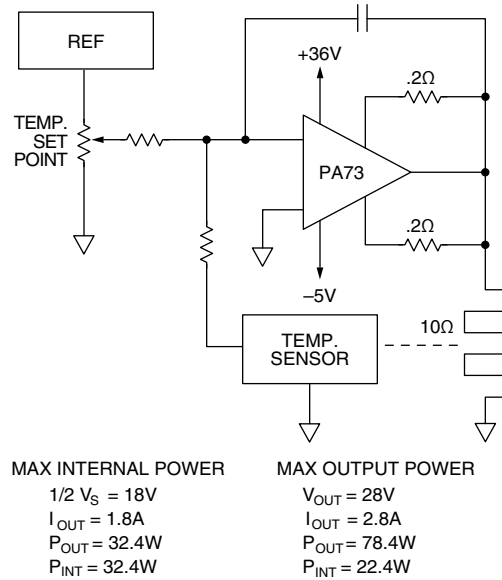 REF
TEMP.
SET
POINT
+36V
.2Ω
PA73
.2Ω
–5V
TEMP.
SENSOR
10Ω
MAX INTERNAL POWER
1/2 VS = 18V
IOUT = 1.8A
POUT = 32.4W
PINT = 32.4W
MAX OUTPUT POWER
VOUT = 28V
IOUT = 2.8A
POUT = 78.4W
PINT = 22.4W